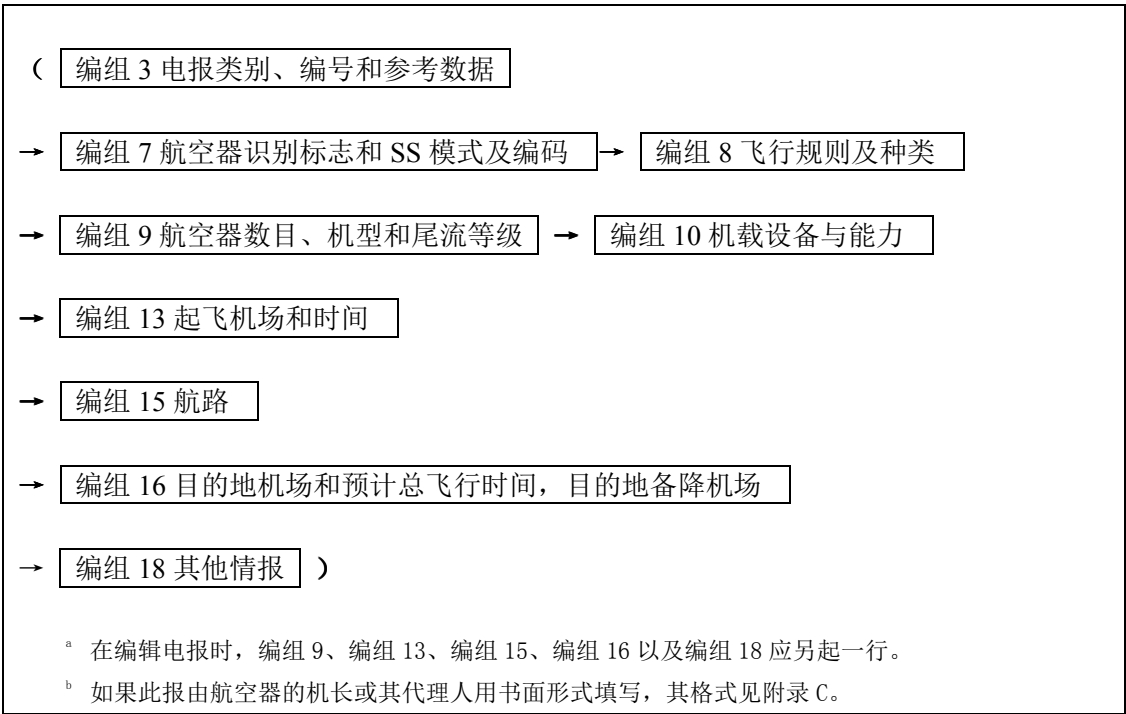 （ 编组 3 电报类别、编号和参考数据
→ 编组 7 航空器识别标志和 SS 模式及编码 → 编组 8 飞行规则及种类
→ 编组 9 航空器数目、机型和尾流等级 → 编组 10 机载设备与能力
→ 编组 13 起飞机场和时间
→ 编组 15 航路
→ 编组 16 目的地机场和预计总飞行时间，目的地备降机场
→ 编组 18 其他情报 ）
a 在编辑电报时，编组 9、编组 13、编组 15、编组 16 以及编组 18 应另起一行。
b 如果此报由航空器的机长或其代理人用书面形式填写，其格式见附录 C。